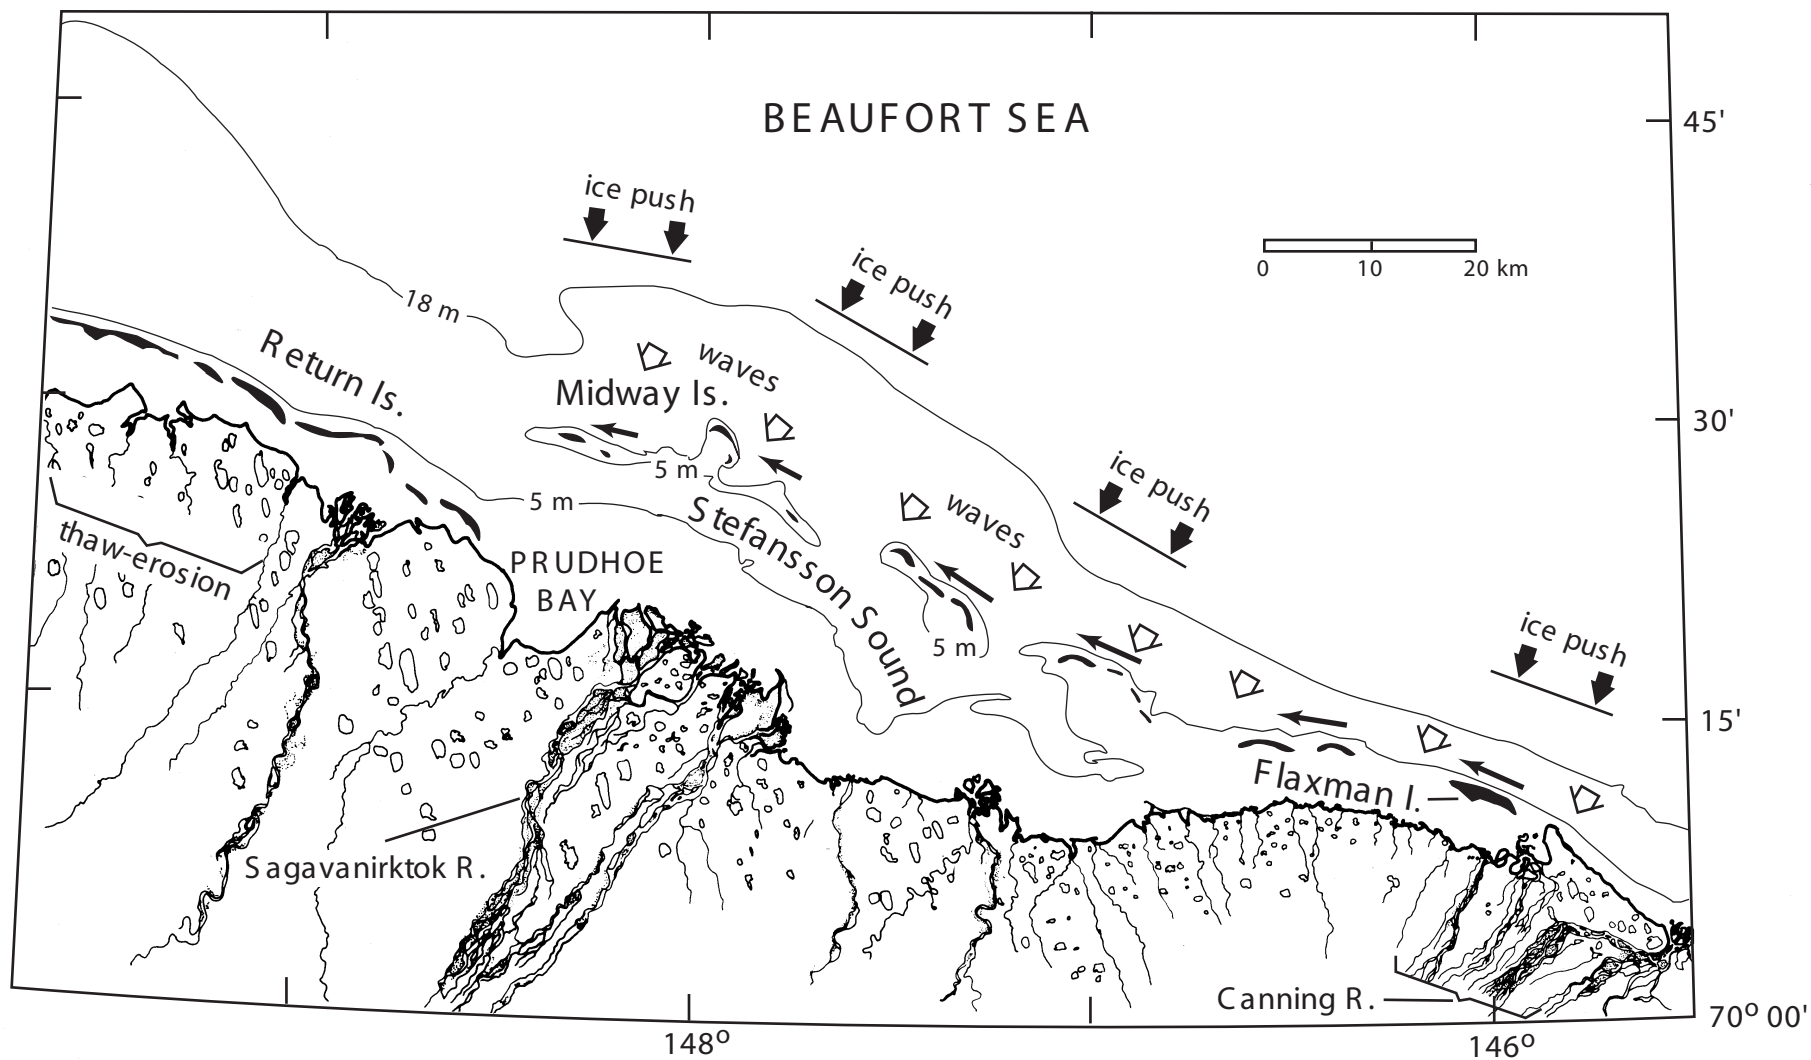 BEAUFORT SEA
45'
ice push
ice push
0 10 20 km
18 m
Return Is.
waves
Midway Is.
30'
5 m
5 m
ice push
waves
Stefansson Sound
thaw-erosion
PRUDHOE
BAY
5 m
ice push
15'
Flaxman I.
Sagavanirktok R.
Canning R.
70° 00'
148°
146°